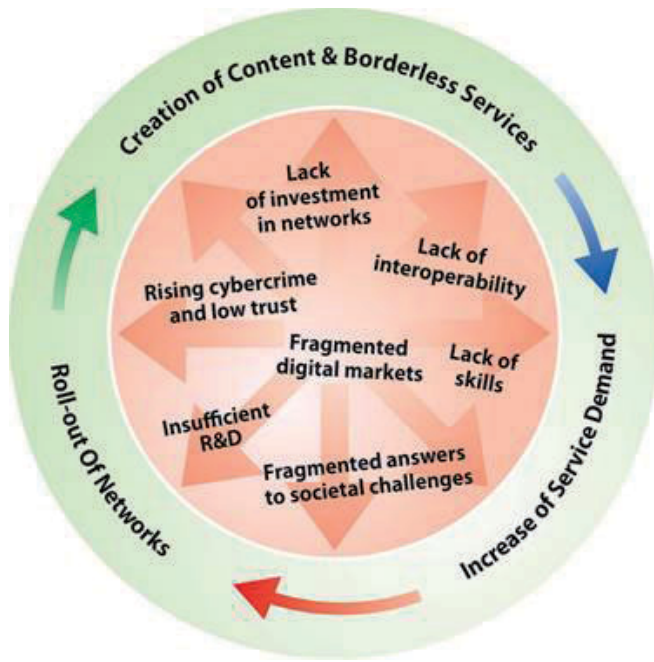 Creation of Content & Borderless Services
Lack
of investment
in networks
Lack of
interoperability
Rising cybercrime
and low trust
Fragmented
digital markets
Lack of
skills
Insufficient
R&D
Fragmented answers
to societal challenges
Increase of Service Demand
Roll-out Of Networks